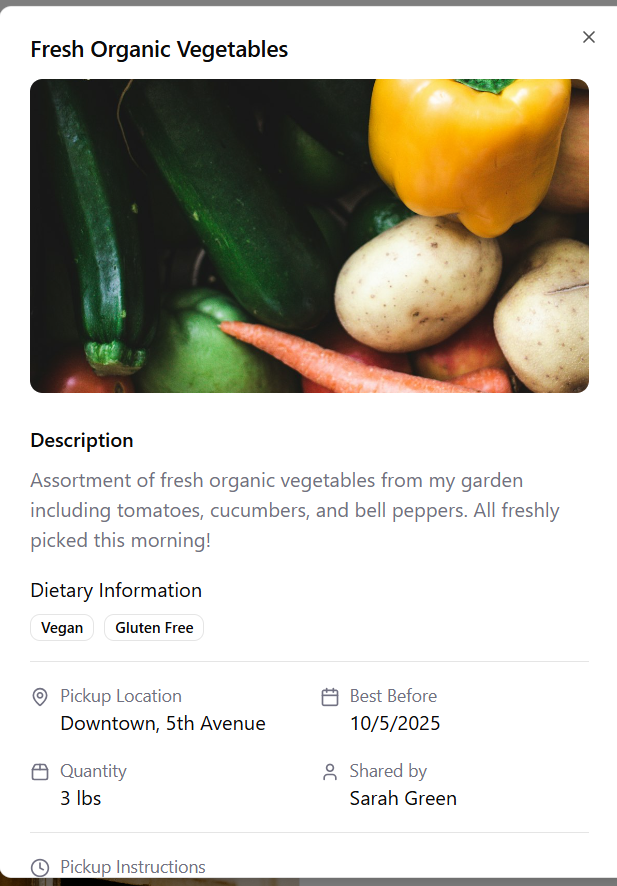 Fresh Organic Vegetables
Description
Assortment of fresh organic vegetables from my garden
including tomatoes, cucumbers, and bell peppers. All freshly
picked this morning!
Dietary Information
Vegan Gluten Free
Pickup Location Best Before
Downtown, 5th Avenue 10/5/2025
Quantity Shared by
3 lbs Sarah Green
Pickup Instructions